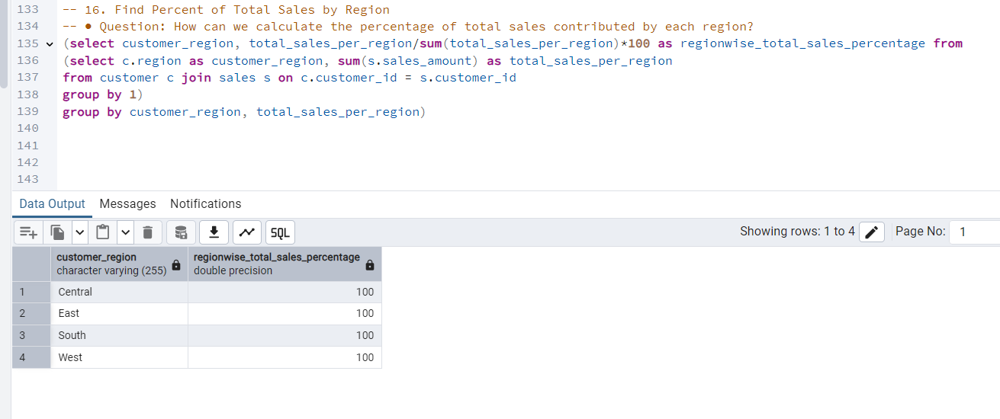 133 -- 16. Find Percent of Total Sales by Region
134 -- • Question: How can we calculate the percentage of total sales contributed by each region?
135 (select customer_region, total_sales_per_region/sum(total_sales_per_region)*100 as regionwise_total_sales_percentage from
136 (select c.region as customer_region, sum(s.sales_amount) as total_sales_per_region
137 from customer c join sales s on c.customer_id = s.customer_id
138 group by 1)
139 group by customer_region, total_sales_per_region)
140
141
142
143
Data Output Messages Notifications
SQL Showing rows: 1 to 4 Page No: 1
customer_region regionwise_total_sales_percentage
character varying (255) double precision
1 Central 100
2 East 100
3 South 100
4 West 100